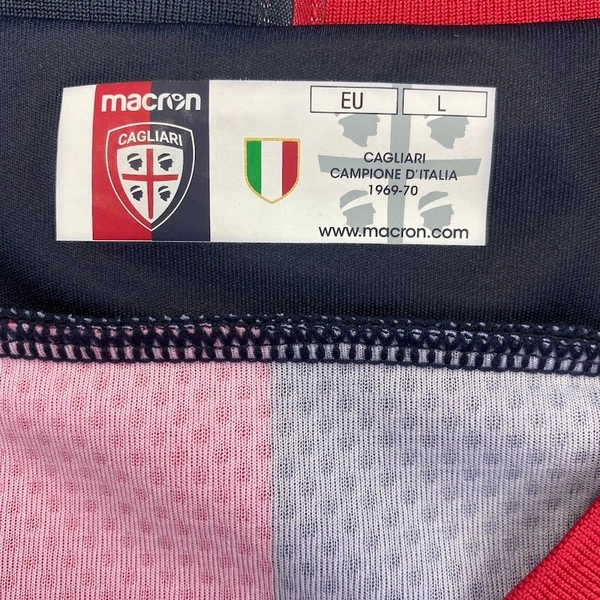 macron
CAGLIARI
EU L
CAGLIARI
CAMPIONE D'ITALIA
1969-70
www.macron.com